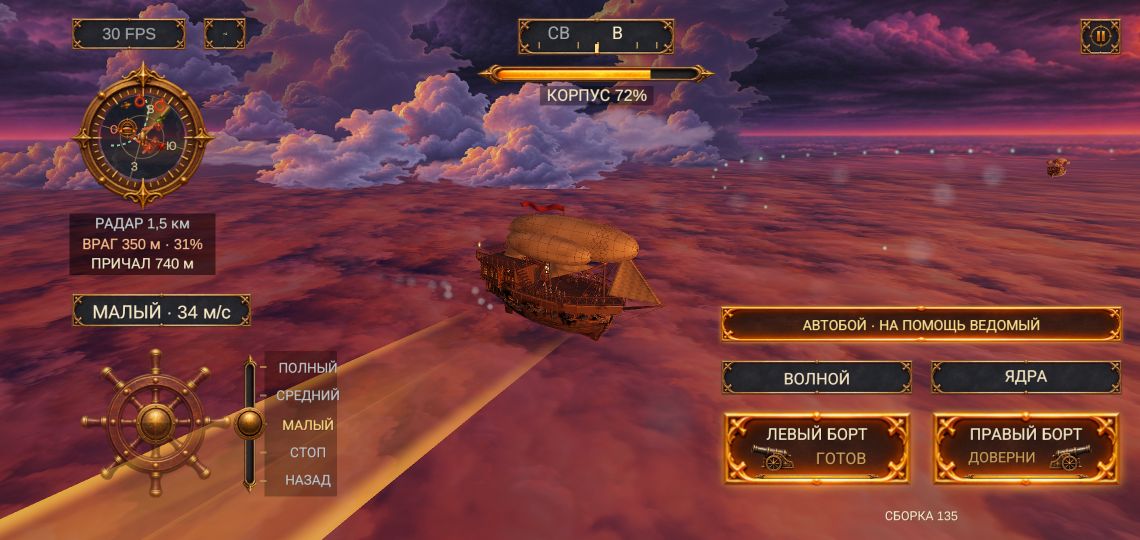 30 FPS
СВ В
КОРПУС 72%
В
О
Ю
З
РАДАР 1,5 км
ВРАГ 350 м · 31%
ПРИЧАЛ 740 м
МАЛЫЙ · 34 м/с
ПОЛНЫЙ
СРЕДНИЙ
МАЛЫЙ
СТОП
НАЗАД
АВТОБОЙ · НА ПОМОЩЬ ВЕДОМЫЙ
ВОЛНОЙ
ЯДРА
ЛЕВЫЙ БОРТ
ГОТОВ
ПРАВЫЙ БОРТ
ДОВЕРНИ
СБОРКА 135